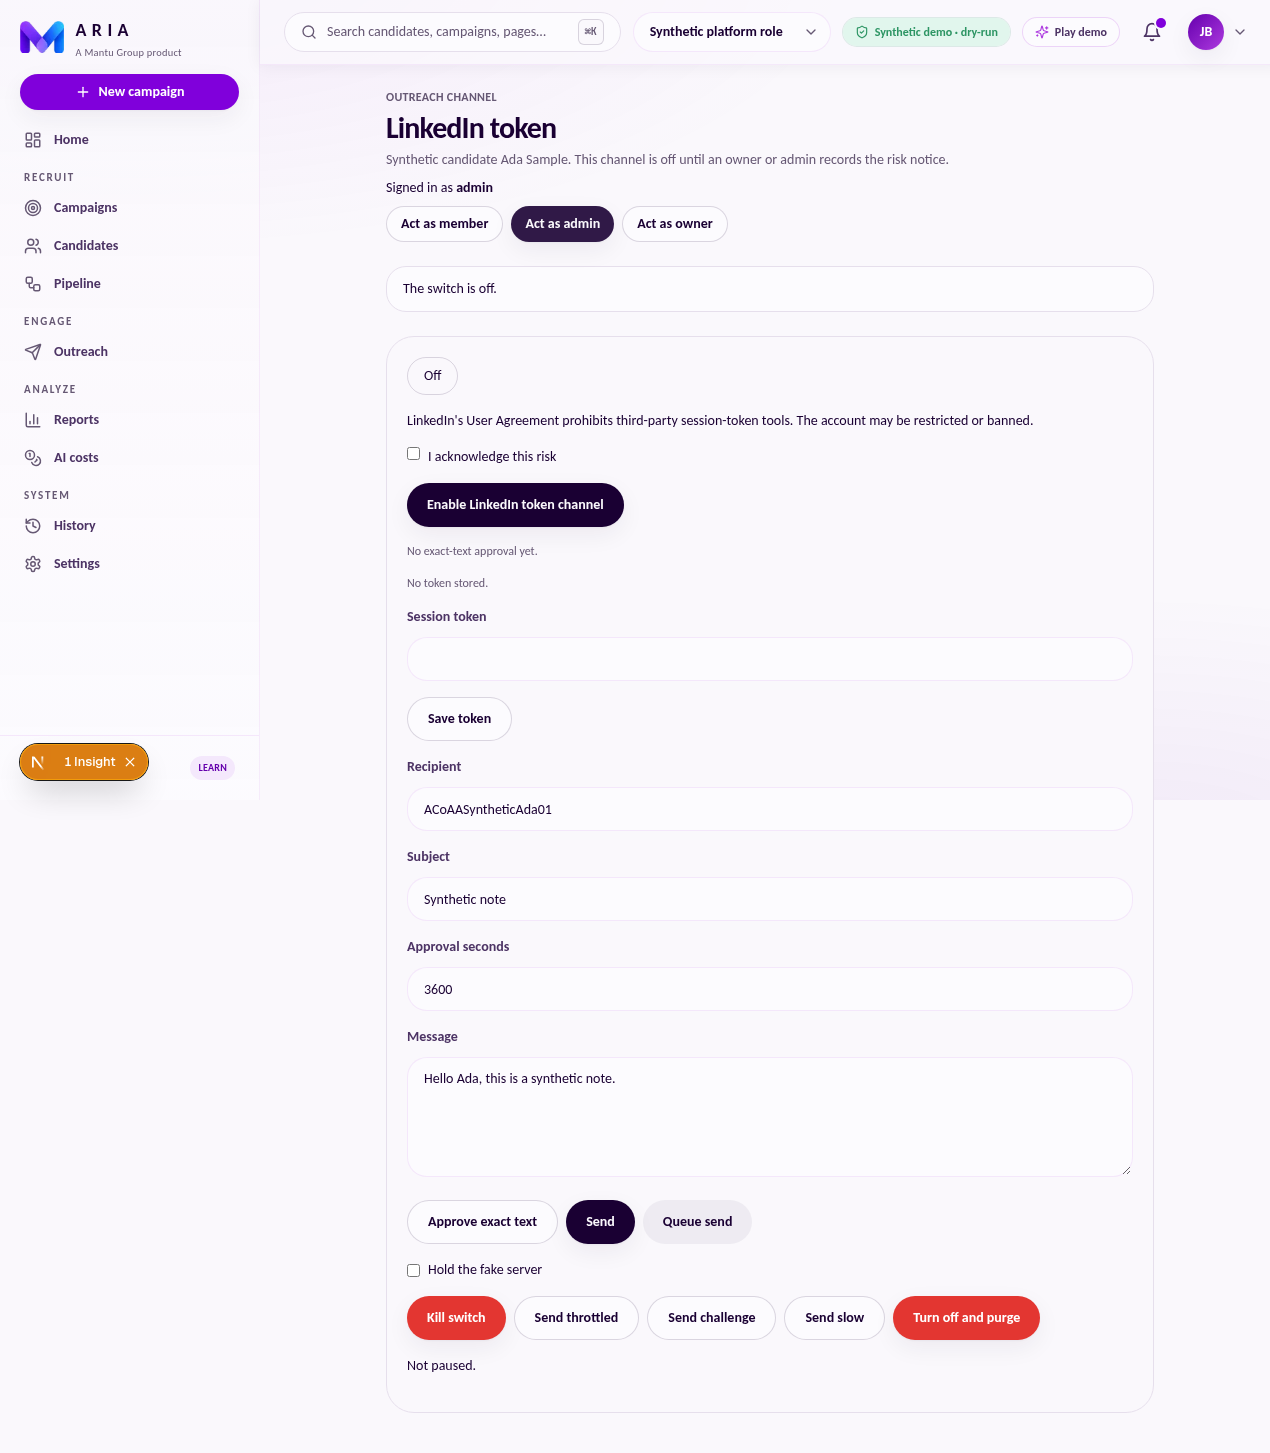 ARIA
A Mantu Group product
New campaign
Home
RECRUIT
Campaigns
Candidates
Pipeline
ENGAGE
Outreach
ANALYZE
Reports
AI costs
SYSTEM
History
Settings
1 Insight
LEARN
Search candidates, campaigns, pages...
⌘K
Synthetic platform role
Synthetic demo · dry-run
Play demo
JB
OUTREACH CHANNEL
LinkedIn token
Synthetic candidate Ada Sample. This channel is off until an owner or admin records the risk notice.
Signed in as admin
Act as member
Act as admin
Act as owner
The switch is off.
Off
LinkedIn's User Agreement prohibits third-party session-token tools. The account may be restricted or banned.
I acknowledge this risk
Enable LinkedIn token channel
No exact-text approval yet.
No token stored.
Session token
Save token
Recipient
ACoAASyntheticAda01
Subject
Synthetic note
Approval seconds
3600
Message
Hello Ada, this is a synthetic note.
Approve exact text
Send
Queue send
Hold the fake server
Kill switch
Send throttled
Send challenge
Send slow
Turn off and purge
Not paused.